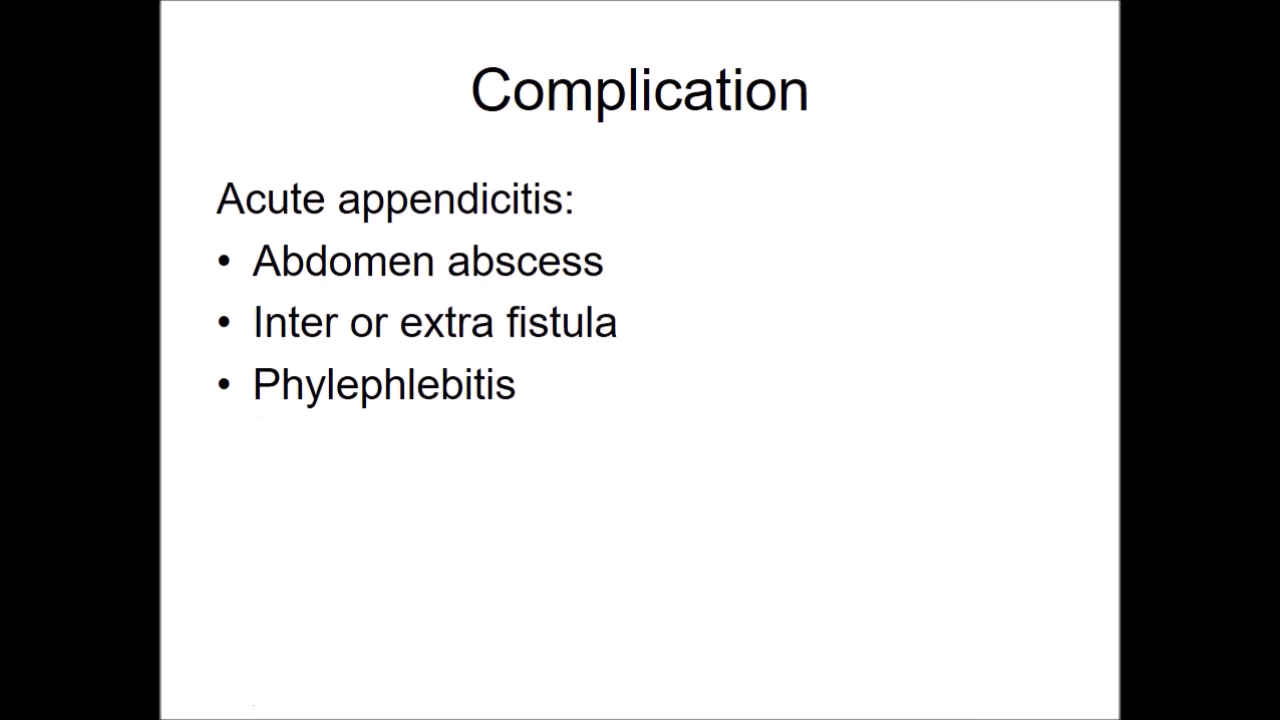 Complication
Acute appendicitis:
• Abdomen abscess
• Inter or extra fistula
• Phylephlebitis